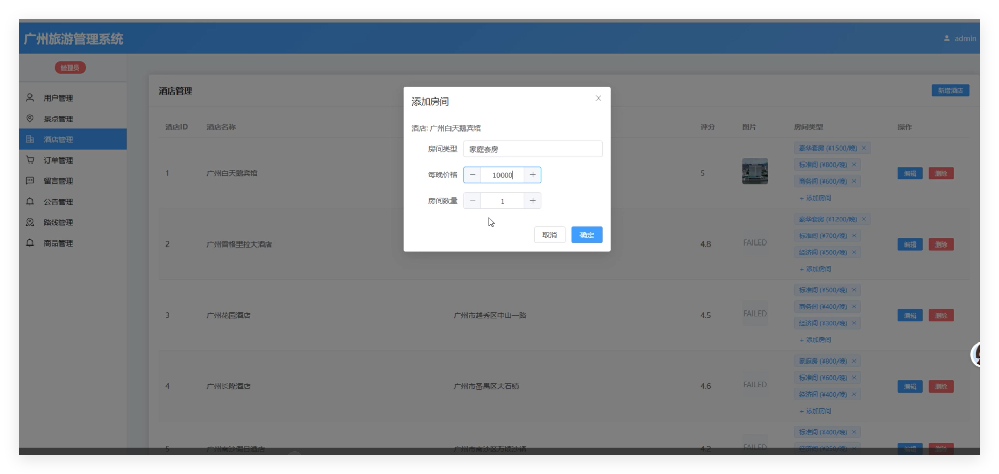 广州旅游管理系统
admin
管理员
用户管理
景点管理
酒店管理
订单管理
留言管理
公告管理
路线管理
商品管理
酒店管理
新增酒店
酒店ID 酒店名称 评分 图片 房间类型 操作
1 广州白天鹅宾馆 5 编辑 删除
豪华套房 (¥1500/晚) ×
标准间 (¥800/晚) ×
商务间 (¥600/晚) ×
+ 添加房间
2 广州香格里拉大酒店 4.8 FAILED 编辑 删除
豪华套房 (¥1200/晚) ×
标准间 (¥700/晚) ×
经济间 (¥500/晚) ×
+ 添加房间
3 广州花园酒店 广州市越秀区中山一路 4.5 FAILED 编辑 删除
标准间 (¥500/晚) ×
商务间 (¥400/晚) ×
经济间 (¥300/晚) ×
+ 添加房间
4 广州长隆酒店 广州市番禺区大石镇 4.6 FAILED 编辑 删除
家庭房 (¥800/晚) ×
标准间 (¥600/晚) ×
经济间 (¥400/晚) ×
+ 添加房间
5 广州南沙假日酒店 广州市南沙区万顷沙镇 4.2 FAILED 编辑 删除
标准间 (¥400/晚) ×
经济间 (¥250/晚) ×
添加房间
酒店: 广州白天鹅宾馆
房间类型 家庭套房
每晚价格 − 10000 +
房间数量 − 1 +
取消 确定